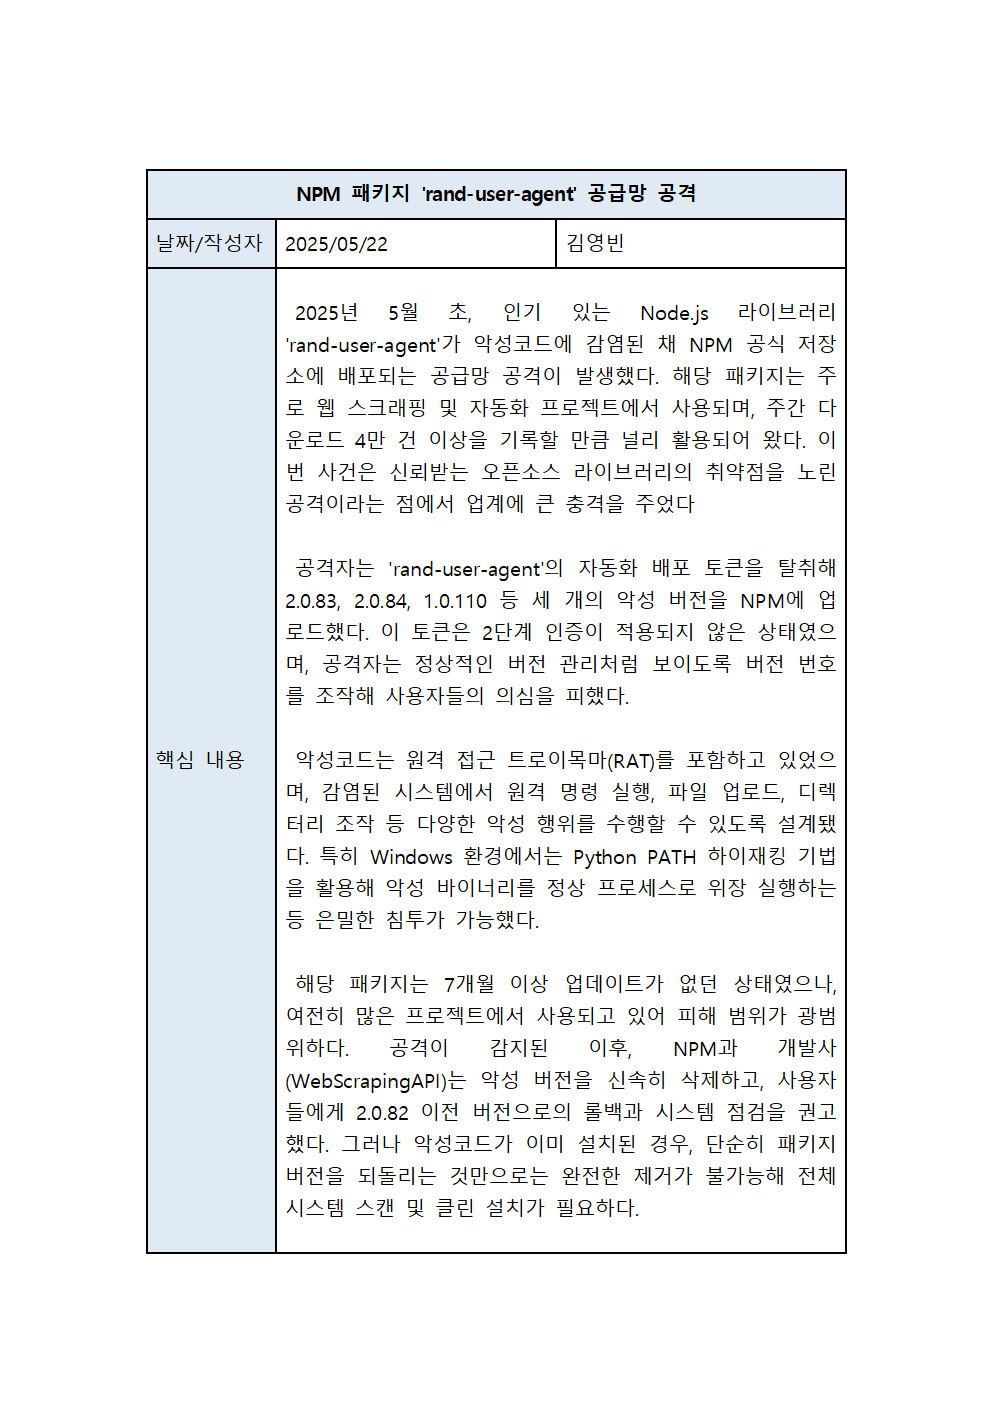 NPM 패키지 'rand-user-agent' 공급망 공격
날짜/작성자 2025/05/22 김영빈
2025년 5월 초, 인기 있는 Node.js 라이브러리
'rand-user-agent'가 악성코드에 감염된 채 NPM 공식 저장
소에 배포되는 공급망 공격이 발생했다. 해당 패키지는 주
로 웹 스크래핑 및 자동화 프로젝트에서 사용되며, 주간 다
운로드 4만 건 이상을 기록할 만큼 널리 활용되어 왔다. 이
번 사건은 신뢰받는 오픈소스 라이브러리의 취약점을 노린
공격이라는 점에서 업계에 큰 충격을 주었다
공격자는 'rand-user-agent'의 자동화 배포 토큰을 탈취해
2.0.83, 2.0.84, 1.0.110 등 세 개의 악성 버전을 NPM에 업
로드했다. 이 토큰은 2단계 인증이 적용되지 않은 상태였으
며, 공격자는 정상적인 버전 관리처럼 보이도록 버전 번호
를 조작해 사용자들의 의심을 피했다.
핵심 내용
악성코드는 원격 접근 트로이목마(RAT)를 포함하고 있었으
며, 감염된 시스템에서 원격 명령 실행, 파일 업로드, 디렉
터리 조작 등 다양한 악성 행위를 수행할 수 있도록 설계됐
다. 특히 Windows 환경에서는 Python PATH 하이재킹 기법
을 활용해 악성 바이너리를 정상 프로세스로 위장 실행하는
등 은밀한 침투가 가능했다.
해당 패키지는 7개월 이상 업데이트가 없던 상태였으나,
여전히 많은 프로젝트에서 사용되고 있어 피해 범위가 광범
위하다. 공격이 감지된 이후, NPM과 개발사
(WebScrapingAPI)는 악성 버전을 신속히 삭제하고, 사용자
들에게 2.0.82 이전 버전으로의 롤백과 시스템 점검을 권고
했다. 그러나 악성코드가 이미 설치된 경우, 단순히 패키지
버전을 되돌리는 것만으로는 완전한 제거가 불가능해 전체
시스템 스캔 및 클린 설치가 필요하다.